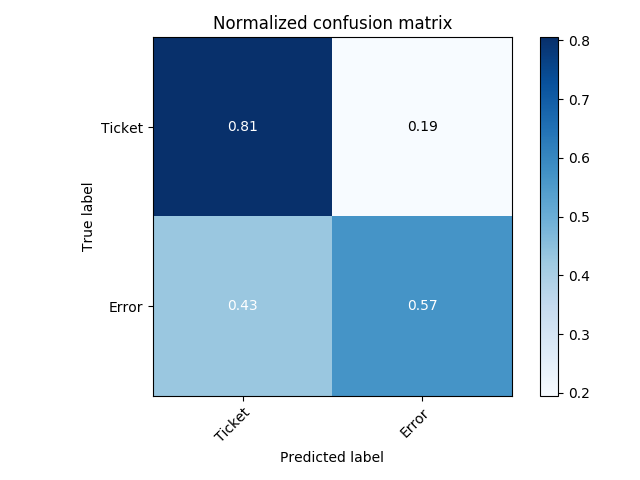 Normalized confusion matrix
True label
Ticket
0.81
0.19
Error
0.43
0.57
Ticket
Error
Predicted label
0.8
0.7
0.6
0.5
0.4
0.3
0.2